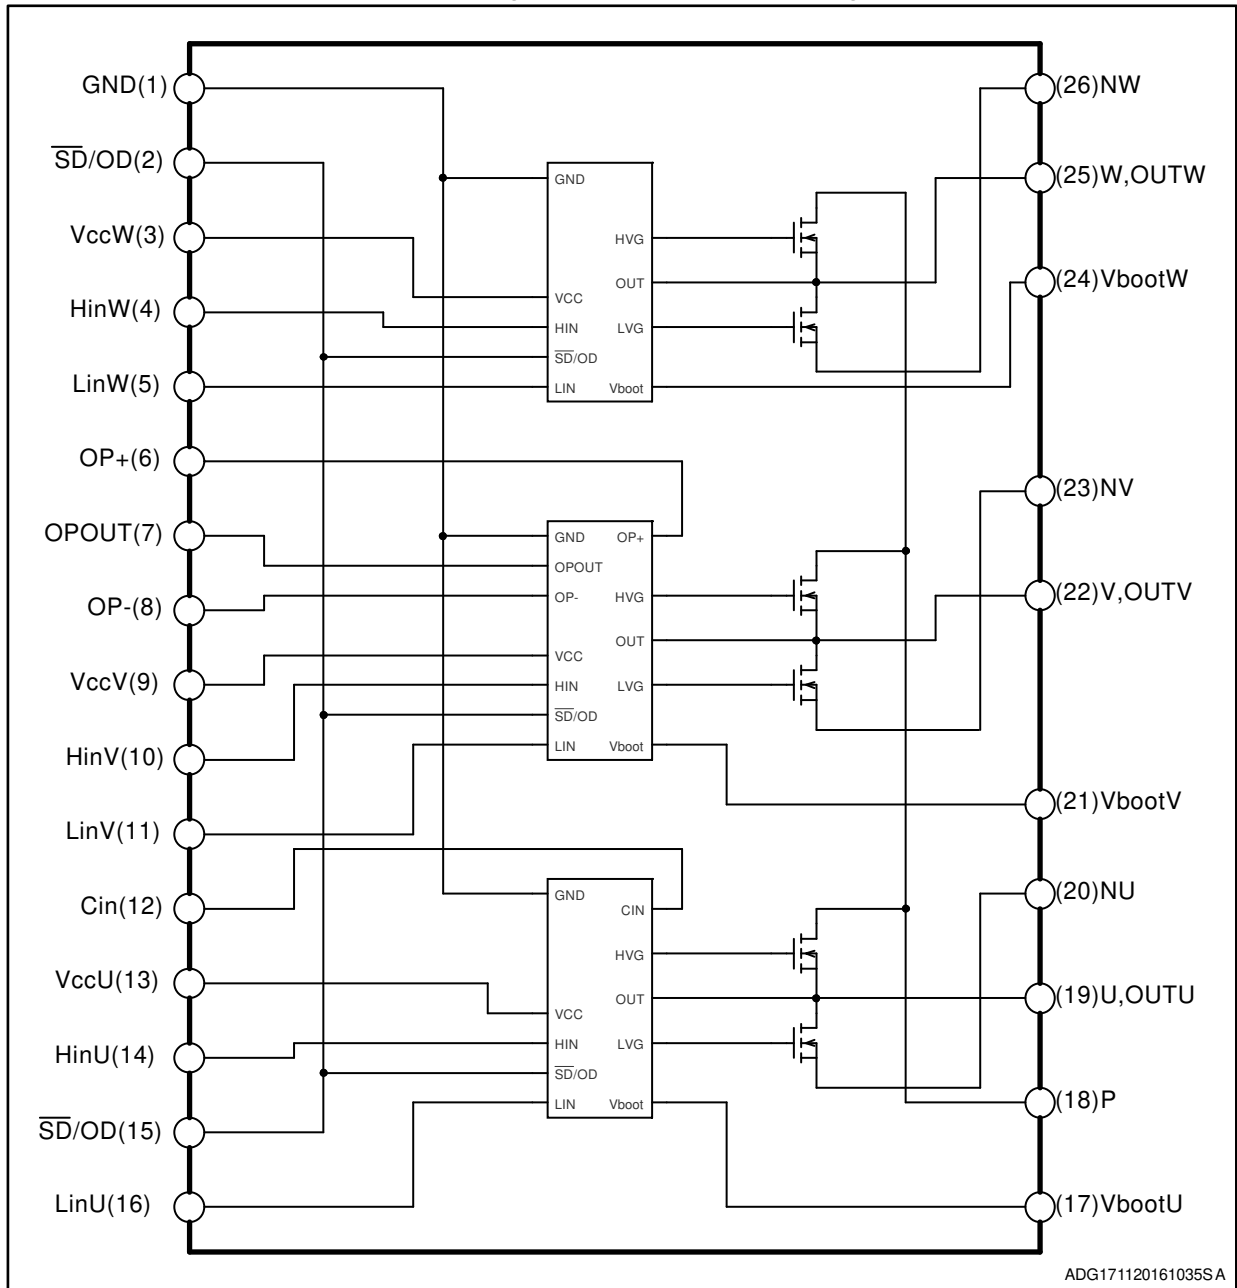 GND(1)
SD/OD(2)
VccW(3)
HinW(4)
LinW(5)
OP+(6)
OPOUT(7)
OP-(8)
VccV(9)
HinV(10)
LinV(11)
Cin(12)
VccU(13)
HinU(14)
SD/OD(15)
LinU(16)
GND
HVG
OUT
VCC
HIN LVG
SD/OD
LIN Vboot
GND OP+
OPOUT
OP- HVG
OUT
VCC
HIN LVG
SD/OD
LIN Vboot
GND
CIN
HVG
OUT
VCC
HIN LVG
SD/OD
LIN Vboot
(26)NW
(25)W,OUTW
(24)VbootW
(23)NV
(22)V,OUTV
(21)VbootV
(20)NU
(19)U,OUTU
(18)P
(17)VbootU
ADG171120161035SA